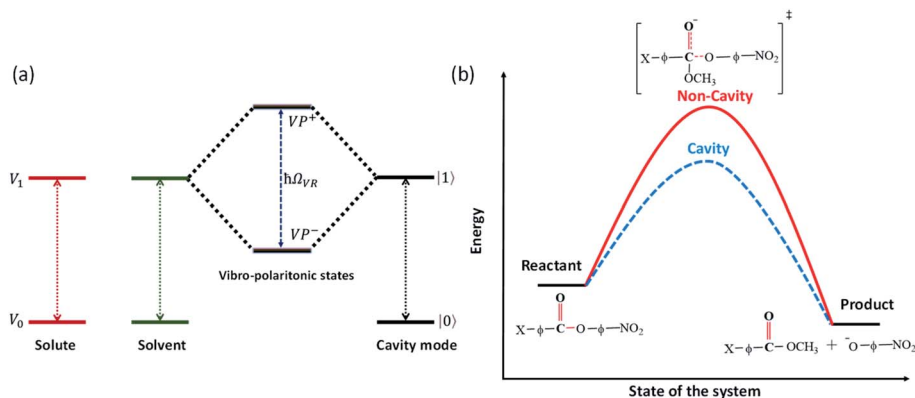 (a)
VP⁺
ħΩ_VR
VP⁻
Vibro-polaritonic states
V₁
|1⟩
V₀
|0⟩
Solute
Solvent
Cavity mode
(b)
O⁻
‡
X-ϕ-C--O-ϕ-NO₂
OCH₃
Non-Cavity
Cavity
Energy
Reactant
O
X-ϕ-C-O-ϕ-NO₂
Product
O
X-ϕ-C-OCH₃ + ⁻O-ϕ-NO₂
State of the system